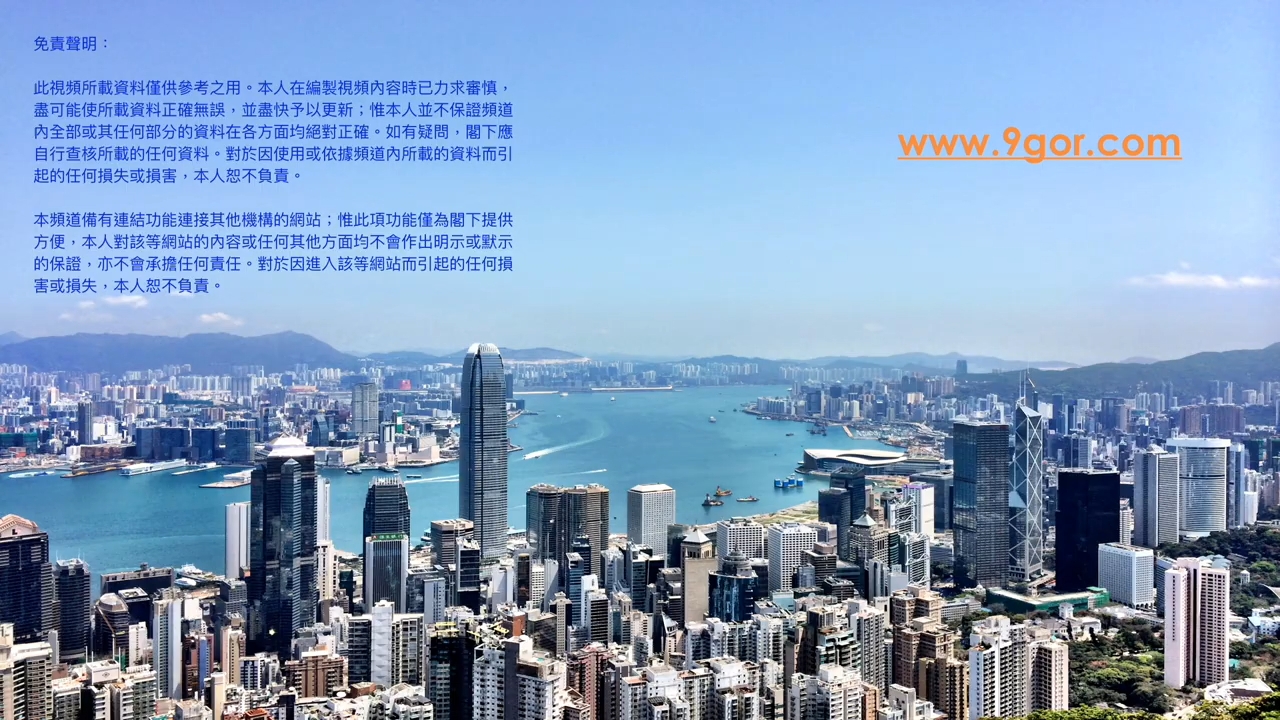 免責聲明：
此視頻所載資料僅供參考之用。本人在編製視頻內容時已力求審慎，
盡可能使所載資料正確無誤，並盡快予以更新；惟本人並不保證頻道
內全部或其任何部分的資料在各方面均絕對正確。如有疑問，閣下應
自行查核所載的任何資料。對於因使用或依據頻道內所載的資料而引
起的任何損失或損害，本人恕不負責。
本頻道備有連結功能連接其他機構的網站；惟此項功能僅為閣下提供
方便，本人對該等網站的內容或任何其他方面均不會作出明示或默示
的保證，亦不會承擔任何責任。對於因進入該等網站而引起的任何損
害或損失，本人恕不負責。
www.9gor.com